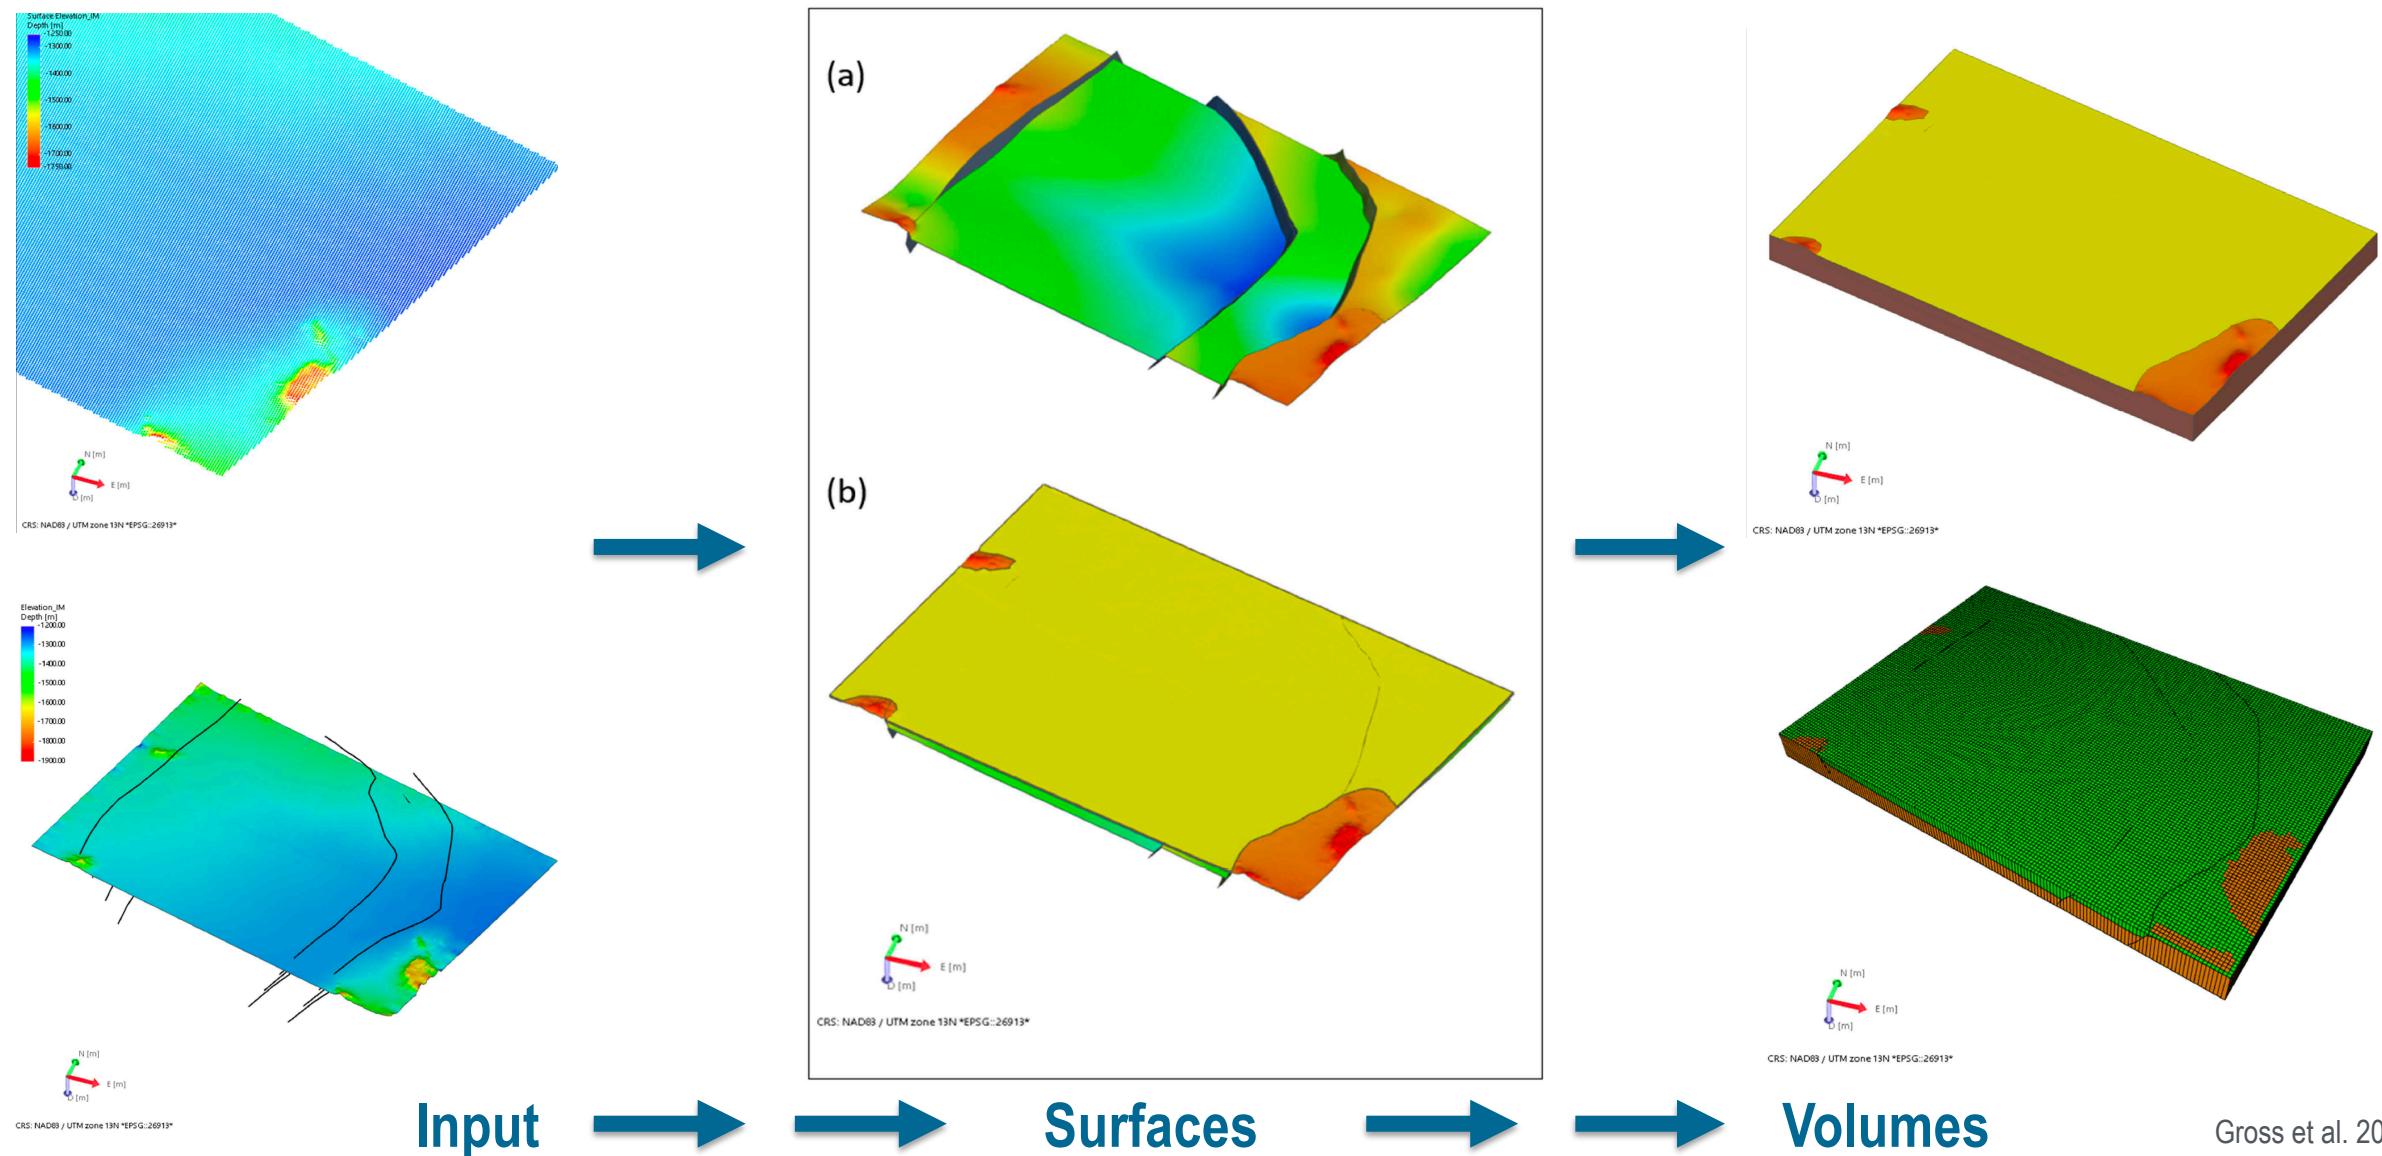 Surface Elevation_IM
Depth [m]
-1250.00
-1300.00
-1400.00
-1500.00
-1600.00
-1700.00
-1750.00
N [m]
E [m]
D [m]
CRS: NAD83 / UTM zone 13N *EPSG::26913*
Elevation_IM
Depth [m]
-1200.00
-1300.00
-1400.00
-1500.00
-1600.00
-1700.00
-1800.00
-1900.00
N [m]
E [m]
D [m]
CRS: NAD83 / UTM zone 13N *EPSG::26913*
(a)
(b)
N [m]
E [m]
D [m]
CRS: NAD83 / UTM zone 13N *EPSG::26913*
N [m]
E [m]
D [m]
CRS: NAD83 / UTM zone 13N *EPSG::26913*
N [m]
E [m]
D [m]
CRS: NAD83 / UTM zone 13N *EPSG::26913*
Input
Surfaces
Volumes
Gross et al. 20